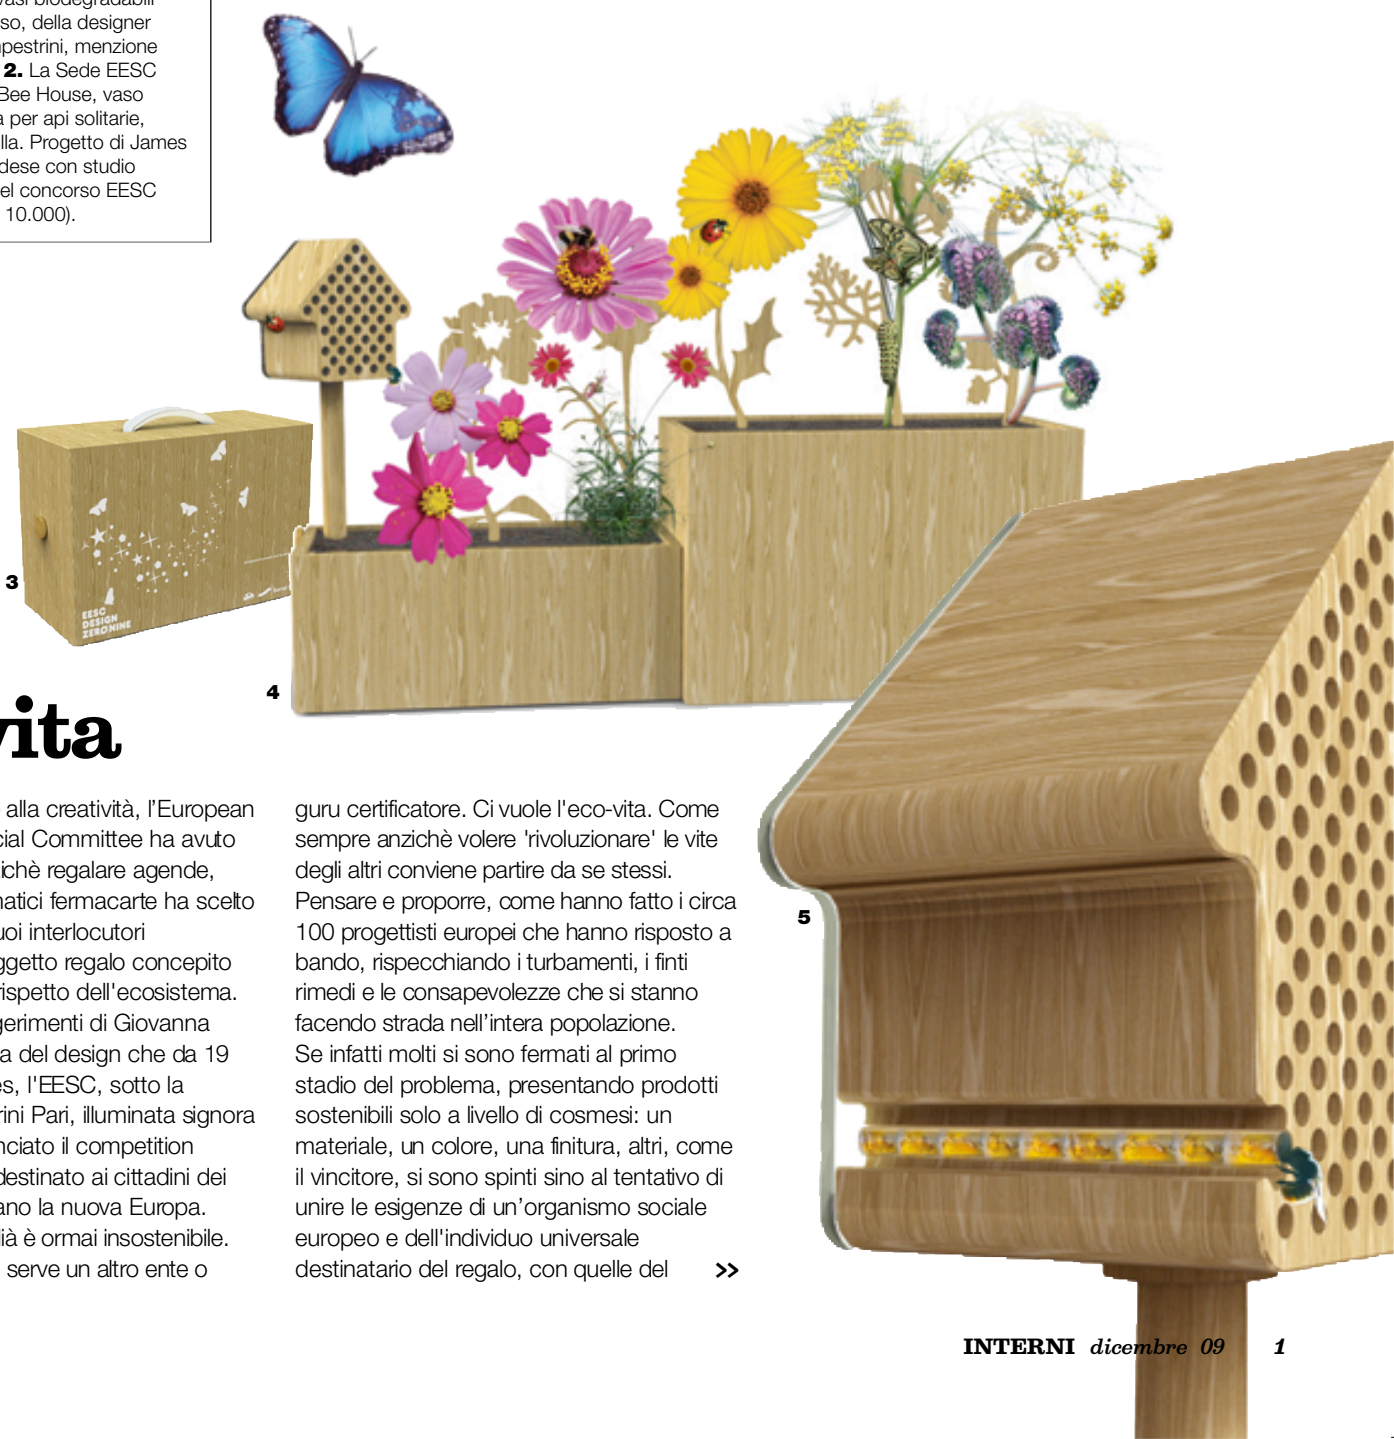 vasi biodegradabili
so, della designer
pestrini, menzione
2. La Sede EESC
Bee House, vaso
a per api solitarie,
lla. Progetto di James
dese con studio
el concorso EESC
10.000).
3
EESC
DESIGN
ZERONINE
4
5
vita
alla creatività, l’European
cial Committee ha avuto
ichè regalare agende,
natici fermacarte ha scelto
uoi interlocutori
ggetto regalo concepito
rispetto dell'ecosistema.
gerimenti di Giovanna
a del design che da 19
es, l'EESC, sotto la
rini Pari, illuminata signora
nciato il competition
destinato ai cittadini dei
ano la nuova Europa.
ià è ormai insostenibile.
serve un altro ente o
guru certificatore. Ci vuole l'eco-vita. Come
sempre anzichè volere 'rivoluzionare' le vite
degli altri conviene partire da se stessi.
Pensare e proporre, come hanno fatto i circa
100 progettisti europei che hanno risposto a
bando, rispecchiando i turbamenti, i finti
rimedi e le consapevolezze che si stanno
facendo strada nell’intera popolazione.
Se infatti molti si sono fermati al primo
stadio del problema, presentando prodotti
sostenibili solo a livello di cosmesi: un
materiale, un colore, una finitura, altri, come
il vincitore, si sono spinti sino al tentativo di
unire le esigenze di un’organismo sociale
europeo e dell'individuo universale
destinatario del regalo, con quelle del >>
INTERNI dicembre 09 1